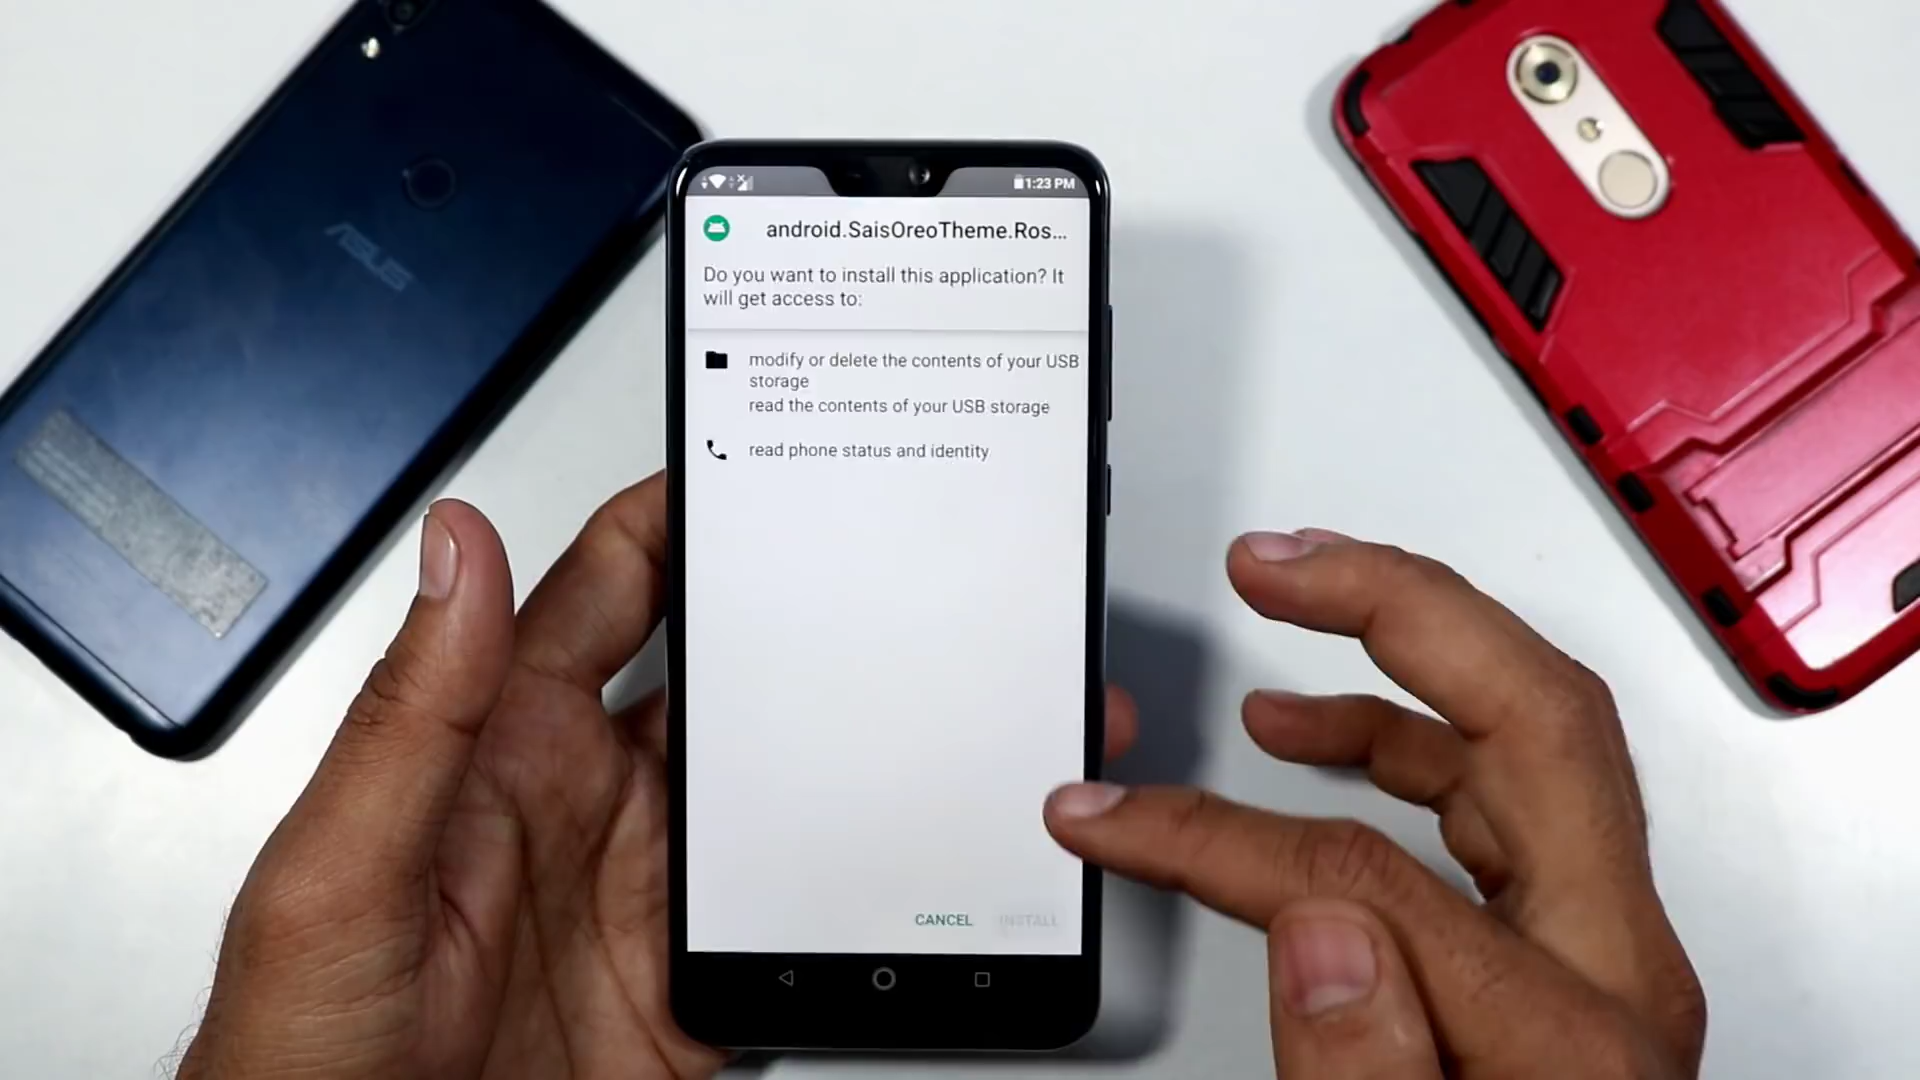 ASUS
1:23 PM
android.SaisOreoTheme.Ros...
Do you want to install this application? It
will get access to:
modify or delete the contents of your USB
storage
read the contents of your USB storage
read phone status and identity
CANCEL INSTALL